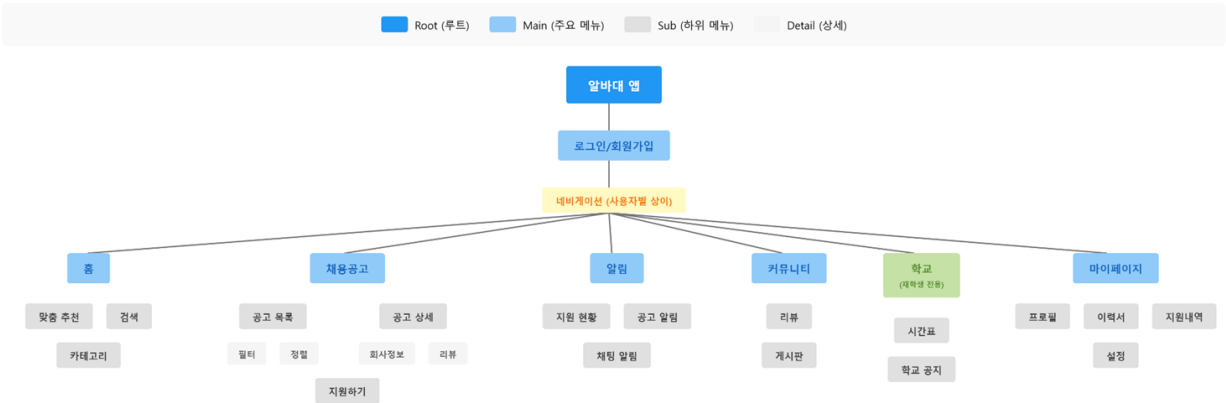 Root (루트)
Main (주요 메뉴)
Sub (하위 메뉴)
Detail (상세)
알바대 앱
로그인/회원가입
네비게이션 (사용자별 상이)
홈
맞춤 추천
검색
카테고리
채용공고
공고 목록
공고 상세
필터
정렬
회사정보
리뷰
지원하기
알림
지원 현황
공고 알림
채팅 알림
커뮤니티
리뷰
게시판
학교
(재학생 전용)
시간표
학교 공지
마이페이지
프로필
이력서
지원내역
설정